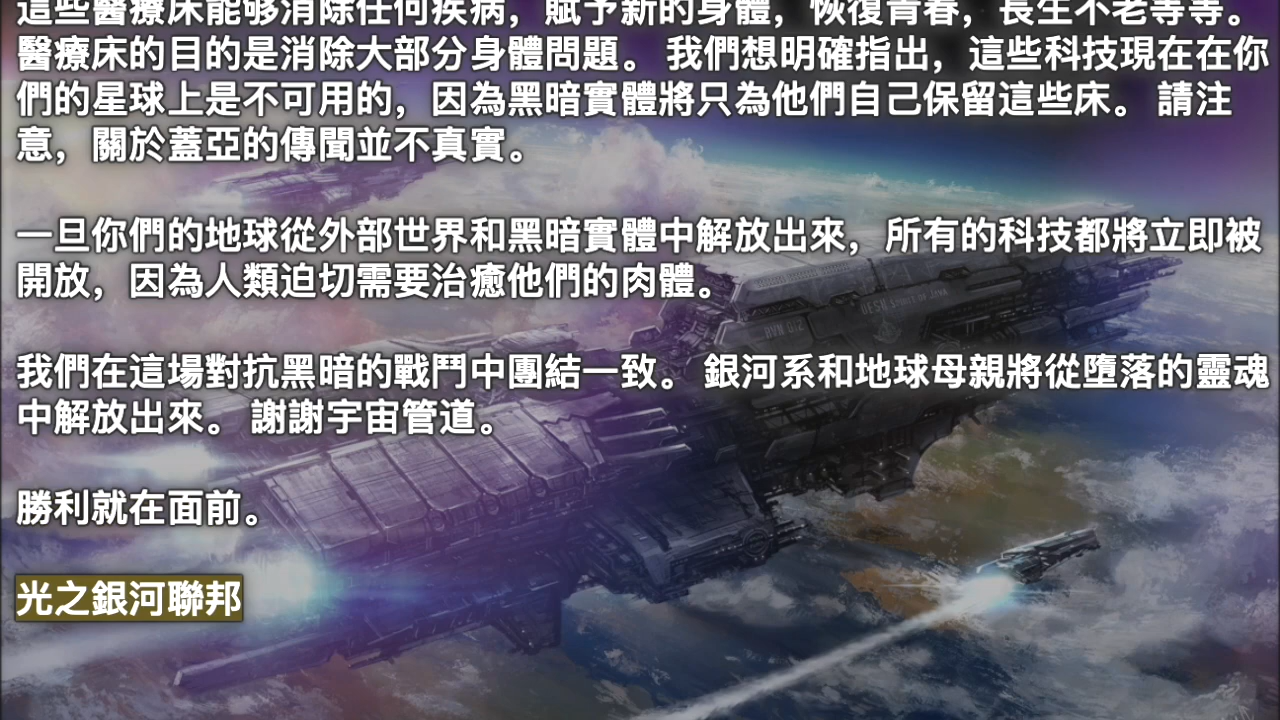 這些醫療床能够消除任何疾病，賦予新的身體，恢復青春，長生不老等等。
醫療床的目的是消除大部分身體問題。 我們想明確指出，這些科技現在在你
們的星球上是不可用的，因為黑暗實體將只為他們自己保留這些床。 請注
意，關於蓋亞的傳聞並不真實。
一旦你們的地球從外部世界和黑暗實體中解放出來，所有的科技都將立即被
開放，因為人類迫切需要治癒他們的肉體。
我們在這場對抗黑暗的戰鬥中團結一致。 銀河系和地球母親將從墮落的靈魂
中解放出來。 謝謝宇宙管道。
勝利就在面前。
光之銀河聯邦